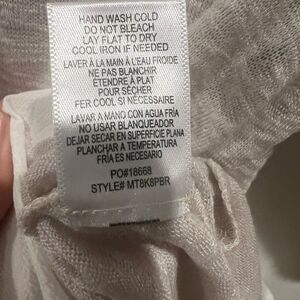 HAND WASH COLD
DO NOT BLEACH
LAY FLAT TO DRY
COOL IRON IF NEEDED
LAVER À LA MAIN À L'EAU FROIDE
NE PAS BLANCHIR
ÉTENDRE À PLAT
POUR SÉCHER
FER COOL SI NÉCESSAIRE
LAVAR A MANO CON AGUA FRÍA
NO USAR BLANQUEADOR
DEJAR SECAR EN SUPERFICIE PLANA
PLANCHAR A TEMPERATURA
FRÍA ES NECESARIO
PO#18668
STYLE# MT8K8PBR